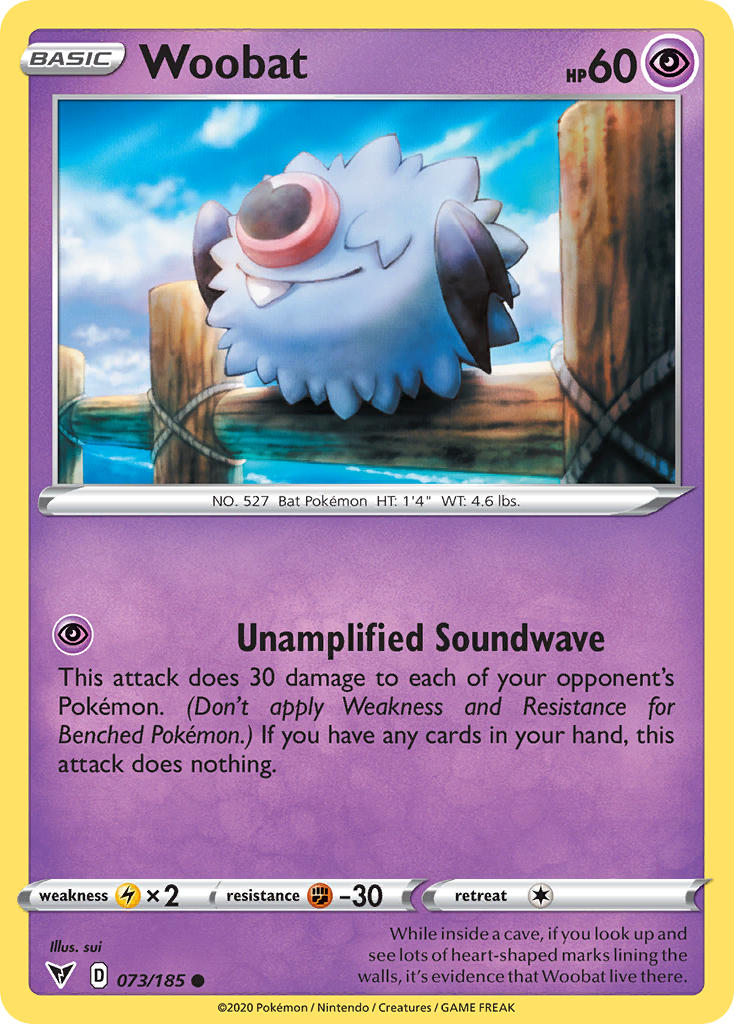 BASIC Woobat HP60
NO. 527 Bat Pokémon HT: 1'4" WT: 4.6 lbs.
Unamplified Soundwave
This attack does 30 damage to each of your opponent's
Pokémon. (Don't apply Weakness and Resistance for
Benched Pokémon.) If you have any cards in your hand, this
attack does nothing.
weakness ×2 resistance -30 retreat
Illus. sui
While inside a cave, if you look up and
see lots of heart-shaped marks lining the
walls, it's evidence that Woobat live there.
D 073/185
©2020 Pokémon / Nintendo / Creatures / GAME FREAK